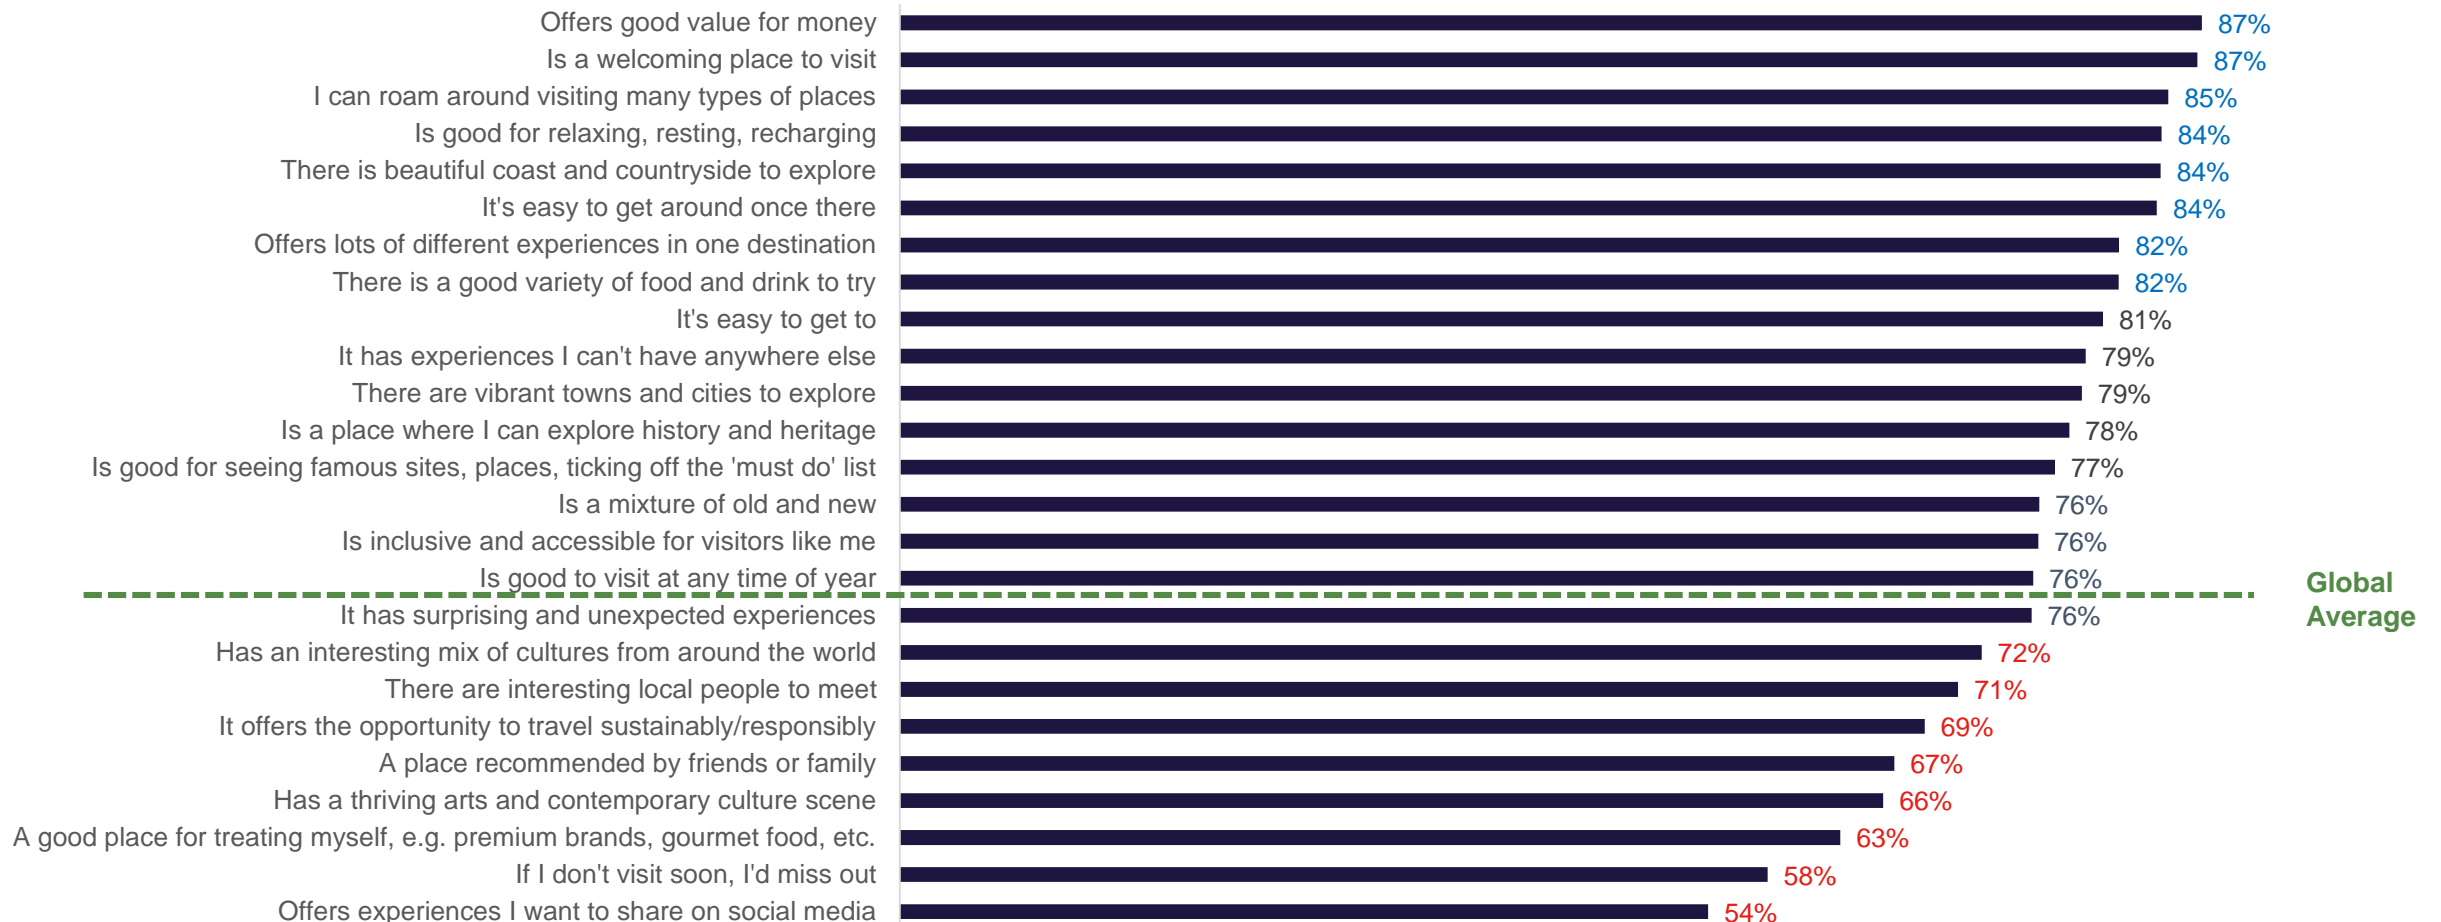 Offers good value for money 87%
Is a welcoming place to visit 87%
I can roam around visiting many types of places 85%
Is good for relaxing, resting, recharging 84%
There is beautiful coast and countryside to explore 84%
It's easy to get around once there 84%
Offers lots of different experiences in one destination 82%
There is a good variety of food and drink to try 82%
It's easy to get to 81%
It has experiences I can't have anywhere else 79%
There are vibrant towns and cities to explore 79%
Is a place where I can explore history and heritage 78%
Is good for seeing famous sites, places, ticking off the 'must do' list 77%
Is a mixture of old and new 76%
Is inclusive and accessible for visitors like me 76%
Is good to visit at any time of year 76%
Global
Average
It has surprising and unexpected experiences 76%
Has an interesting mix of cultures from around the world 72%
There are interesting local people to meet 71%
It offers the opportunity to travel sustainably/responsibly 69%
A place recommended by friends or family 67%
Has a thriving arts and contemporary culture scene 66%
A good place for treating myself, e.g. premium brands, gourmet food, etc. 63%
If I don't visit soon, I'd miss out 58%
Offers experiences I want to share on social media 54%